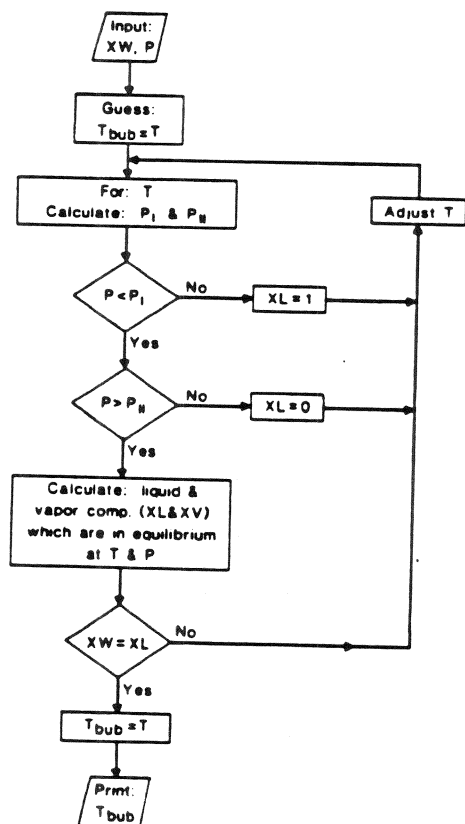 Input:
XW, P
Guess:
Tbub=T
For: T
Calculate: PI & PII
Adjust T
P<PI
No
XL=1
Yes
P>PII
No
XL=0
Yes
Calculate: liquid &
vapor comp. (XL&XV)
which are in equilibrium
at T & P
XW=XL
No
Yes
Tbub=T
Print:
Tbub